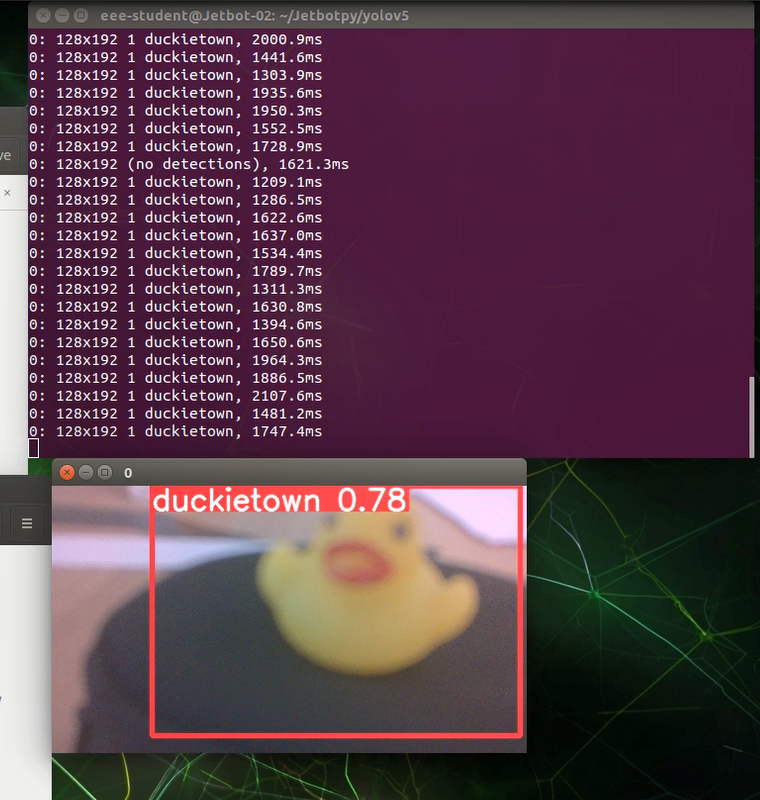 eee-student@Jetbot-02: ~/Jetbotpy/yolov5
0: 128x192 1 duckietown, 2000.9ms
0: 128x192 1 duckietown, 1441.6ms
0: 128x192 1 duckietown, 1303.9ms
0: 128x192 1 duckietown, 1935.6ms
0: 128x192 1 duckietown, 1950.3ms
0: 128x192 1 duckietown, 1552.5ms
0: 128x192 1 duckietown, 1728.9ms
0: 128x192 (no detections), 1621.3ms
0: 128x192 1 duckietown, 1209.1ms
0: 128x192 1 duckietown, 1286.5ms
0: 128x192 1 duckietown, 1622.6ms
0: 128x192 1 duckietown, 1637.0ms
0: 128x192 1 duckietown, 1534.4ms
0: 128x192 1 duckietown, 1789.7ms
0: 128x192 1 duckietown, 1311.3ms
0: 128x192 1 duckietown, 1630.8ms
0: 128x192 1 duckietown, 1394.6ms
0: 128x192 1 duckietown, 1650.6ms
0: 128x192 1 duckietown, 1964.3ms
0: 128x192 1 duckietown, 1886.5ms
0: 128x192 1 duckietown, 2107.6ms
0: 128x192 1 duckietown, 1481.2ms
0: 128x192 1 duckietown, 1747.4ms
0
duckietown 0.78